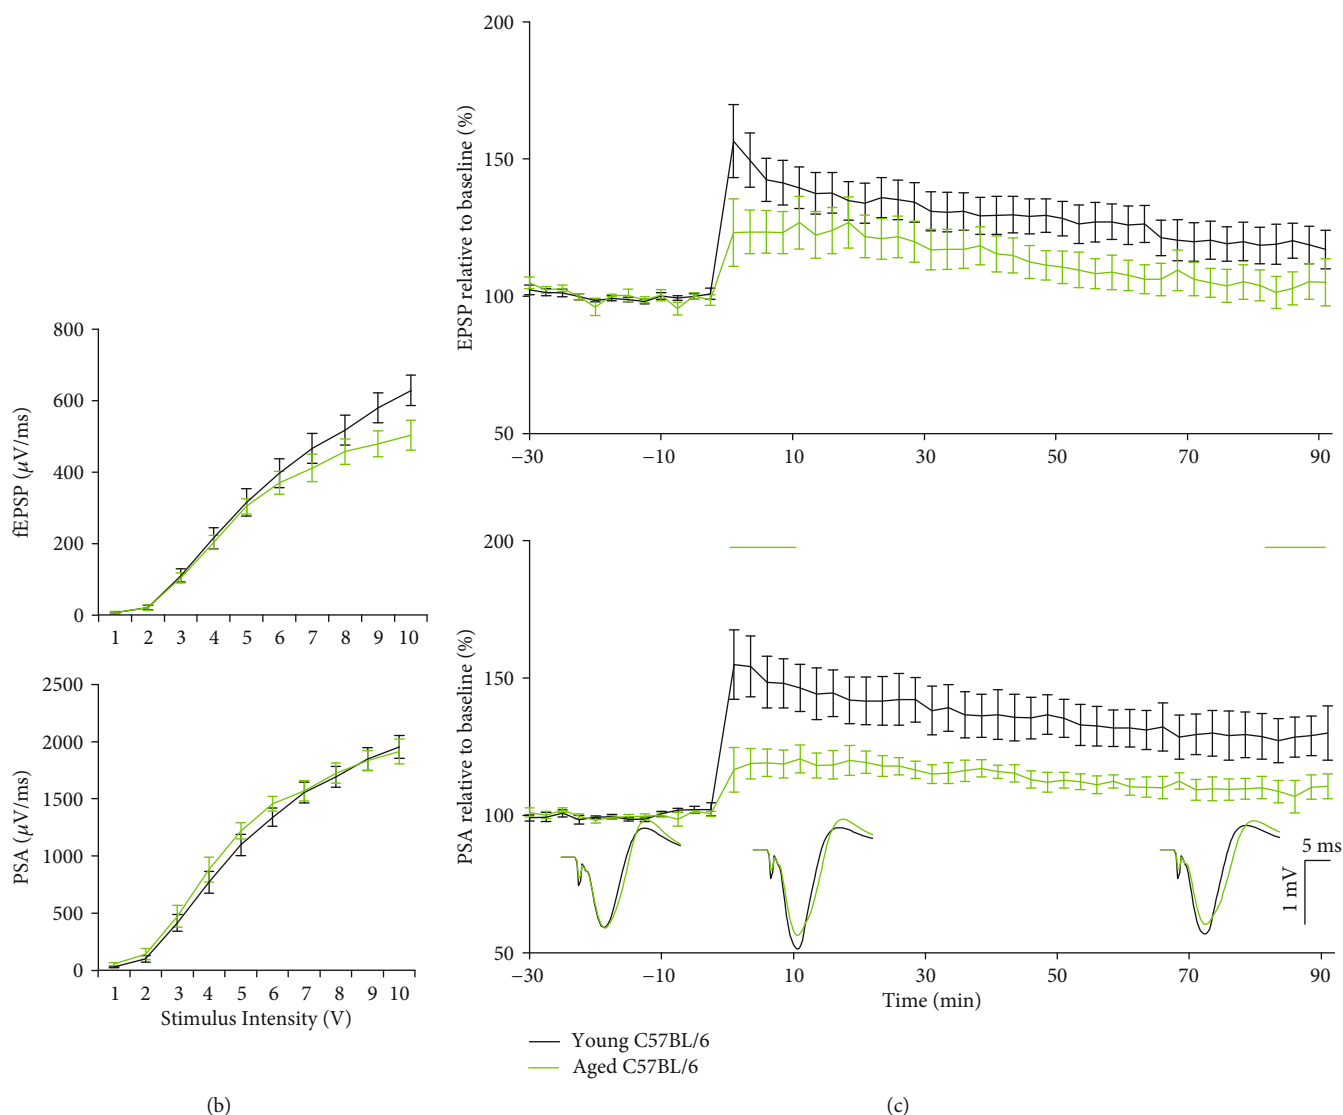 fEPSP (µV/ms)
800
600
400
200
0
1 2 3 4 5 6 7 8 9 10
PSA (µV/ms)
2500
2000
1500
1000
500
0
1 2 3 4 5 6 7 8 9 10
Stimulus Intensity (V)
(b)
EPSP relative to baseline (%)
200
150
100
50
−30 −10 10 30 50 70 90
PSA relative to baseline (%)
200
150
100
50
5 ms
1 mV
−30 −10 10 30 50 70 90
Time (min)
Young C57BL/6
Aged C57BL/6
(c)